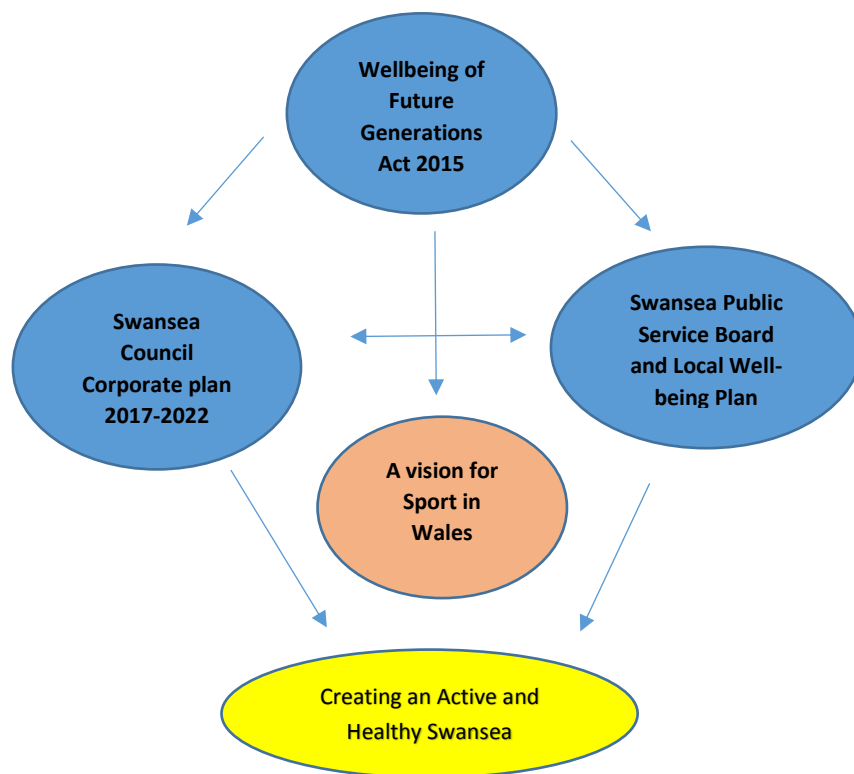 Wellbeing of
Future
Generations
Act 2015
Swansea
Council
Corporate plan
2017-2022
Swansea Public
Service Board
and Local Well-
being Plan
A vision for
Sport in
Wales
Creating an Active and
Healthy Swansea